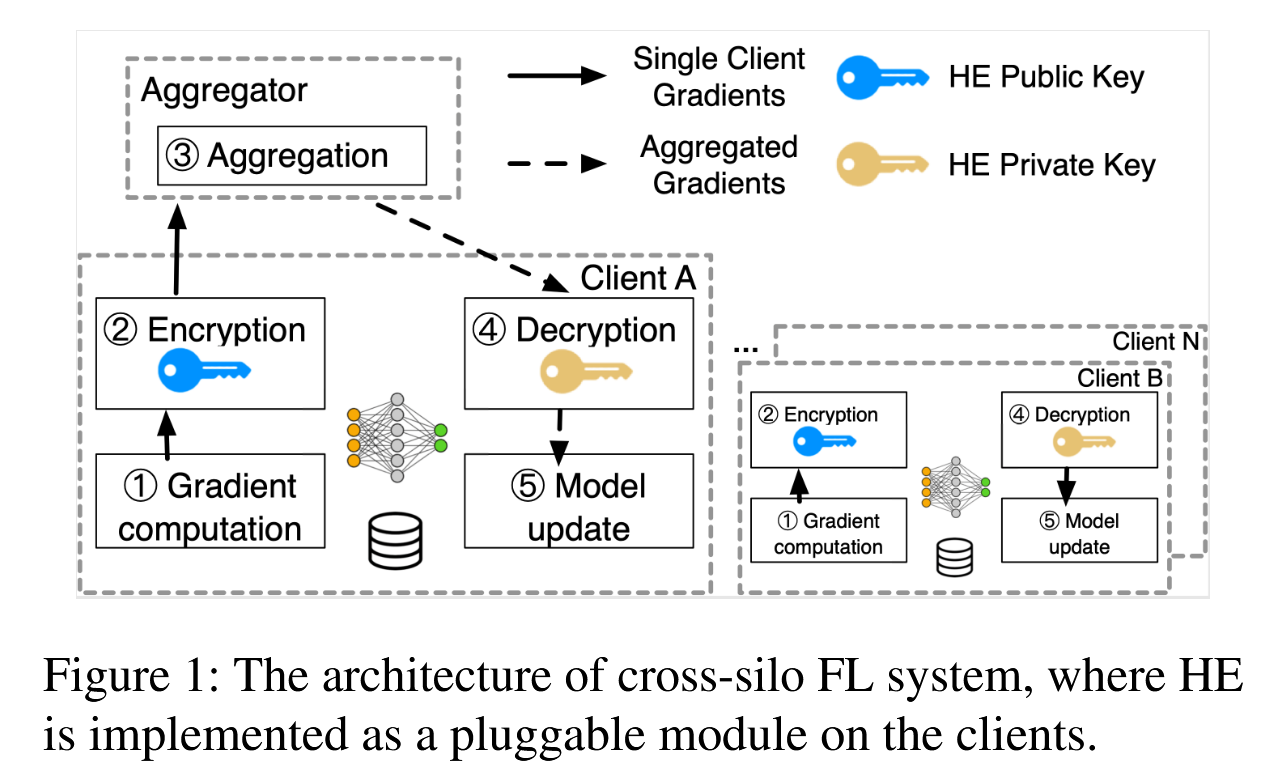 Aggregator
③ Aggregation
Single Client
Gradients
HE Public Key
Aggregated
Gradients
HE Private Key
Client A
② Encryption
④ Decryption
① Gradient
computation
⑤ Model
update
...
Client N
Client B
② Encryption
④ Decryption
① Gradient
computation
⑤ Model
update
Figure 1: The architecture of cross-silo FL system, where HE
is implemented as a pluggable module on the clients.